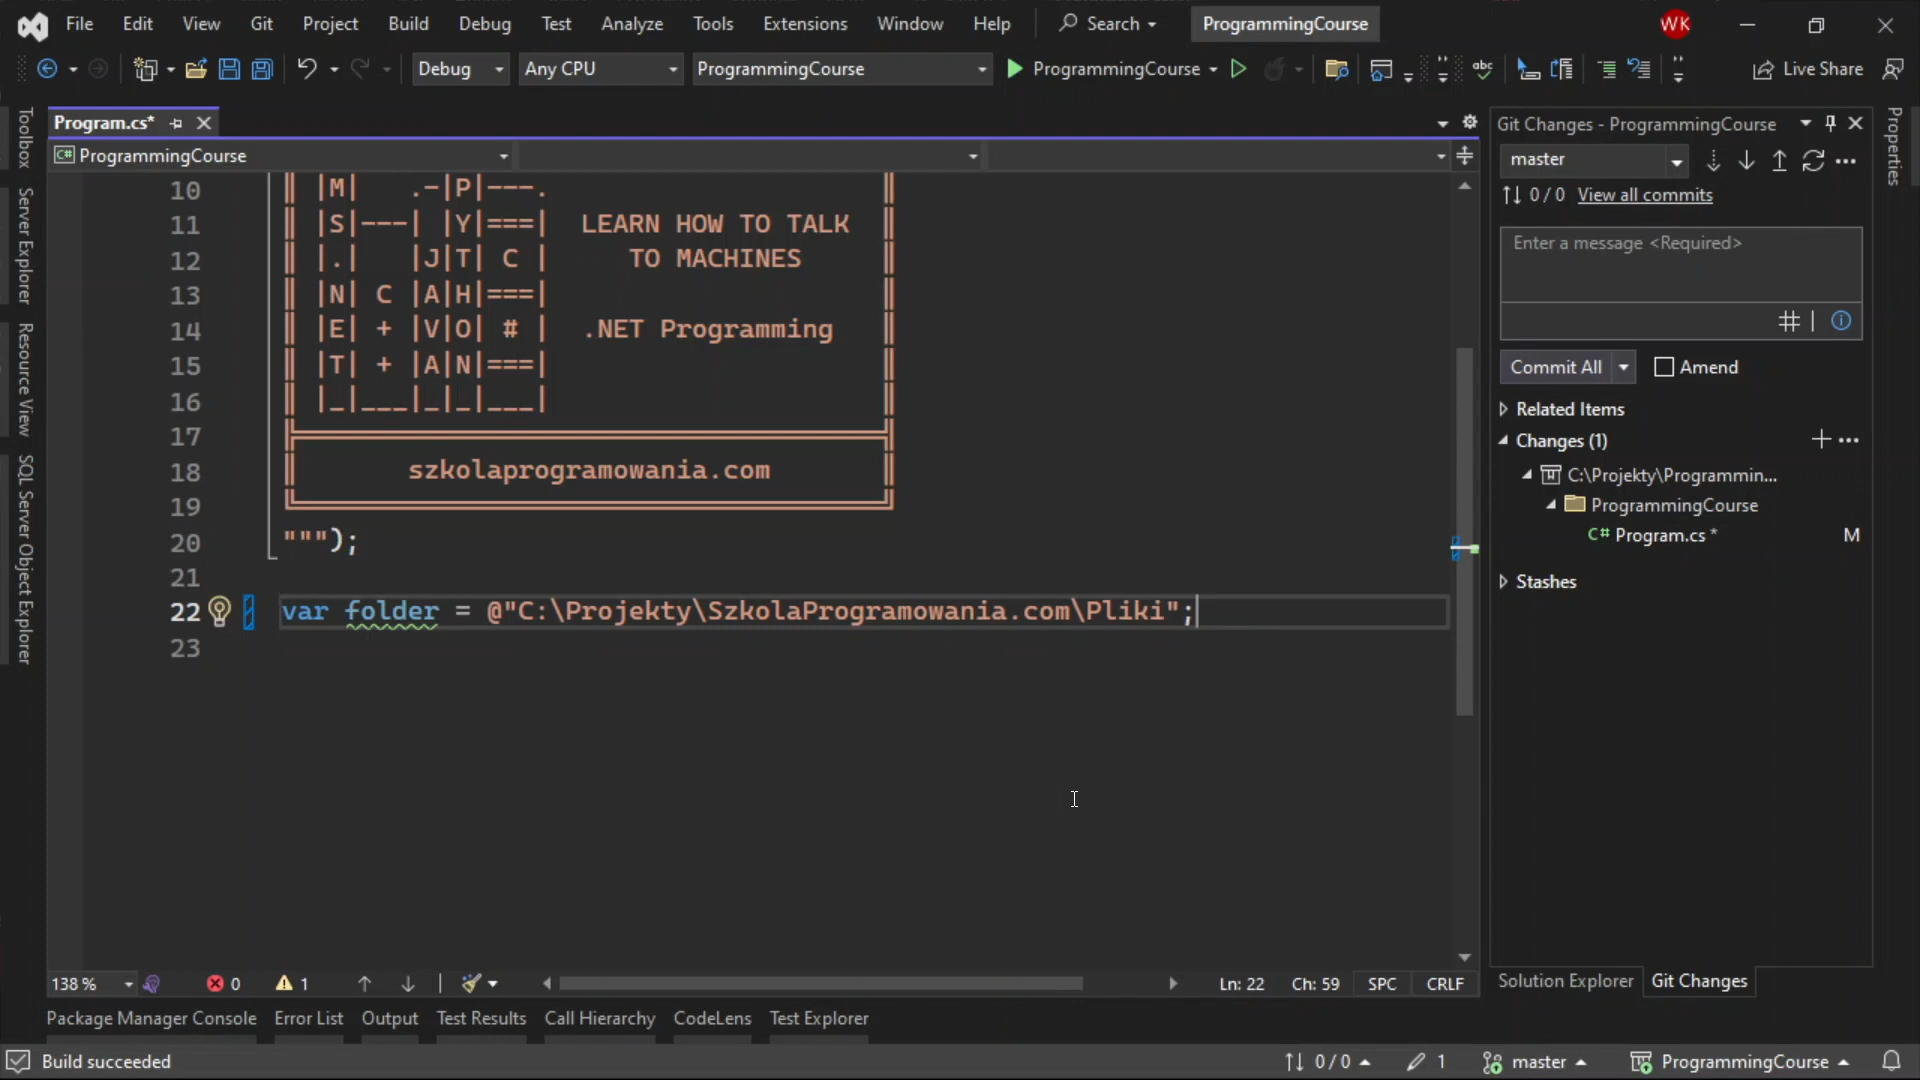 File Edit View Git Project Build Debug Test Analyze Tools Extensions Window Help Search ProgrammingCourse WK
Debug Any CPU ProgrammingCourse ProgrammingCourse abc Live Share
Program.cs*
C# ProgrammingCourse
10 ║ |M|   .-|P|---.                     ║
11 ║ |S|---| |Y|===|  LEARN HOW TO TALK  ║
12 ║ |.|   |J|T| C |     TO MACHINES     ║
13 ║ |N| C |A|H|===|                     ║
14 ║ |E| + |V|O| # |  .NET Programming   ║
15 ║ |T| + |A|N|===|                     ║
16 ║ |_|___|_|_|___|                     ║
17 ╠═════════════════════════════════════╣
18 ║       szkolaprogramowania.com       ║
19 ╚═════════════════════════════════════╝
20 """);
21
22 var folder = @"C:\Projekty\SzkolaProgramowania.com\Pliki";
23
138 % 0 1 Ln: 22 Ch: 59 SPC CRLF
Package Manager Console Error List Output Test Results Call Hierarchy CodeLens Test Explorer
Build succeeded 0 / 0 1 master ProgrammingCourse
Toolbox
Server Explorer
Resource View
SQL Server Object Explorer
Git Changes - ProgrammingCourse
master
0 / 0 View all commits
Enter a message <Required>
#
Commit All Amend
Related Items
Changes (1)
C:\Projekty\Programmin...
ProgrammingCourse
C# Program.cs * M
Stashes
Solution Explorer Git Changes
Properties